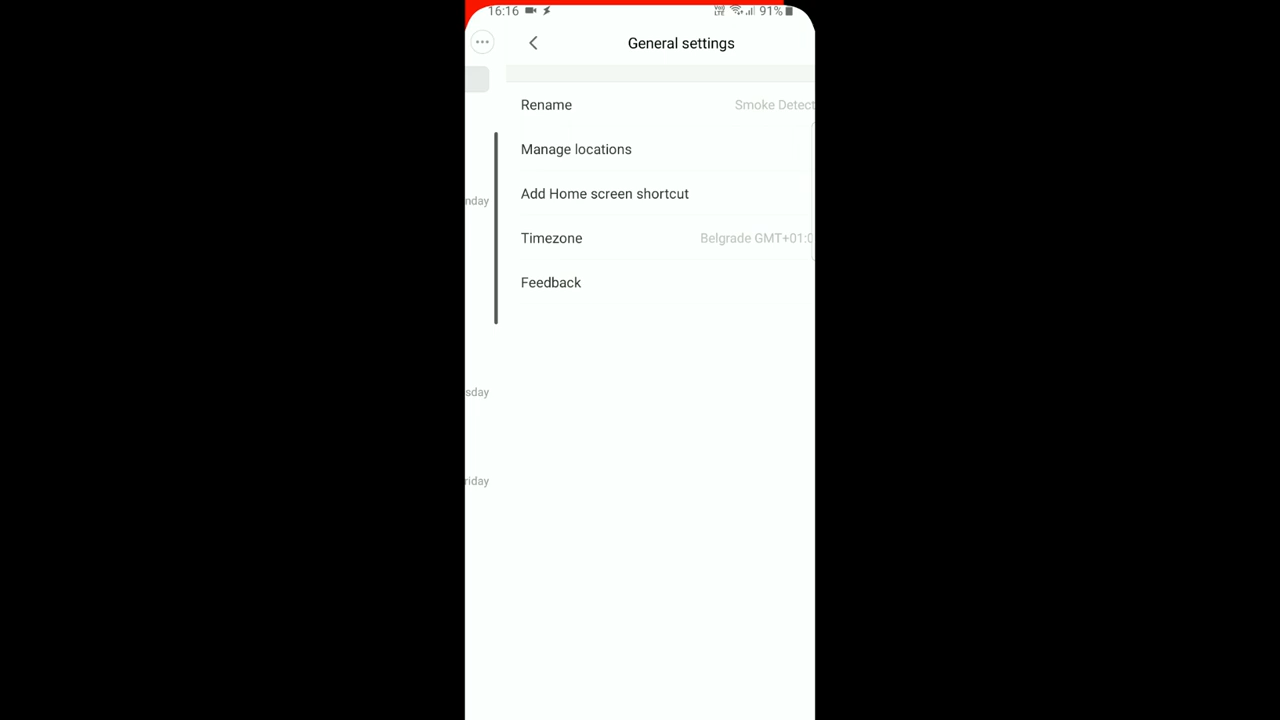 16:16 91%
General settings
Rename Smoke Detect
Manage locations
Add Home screen shortcut
nday
Timezone Belgrade GMT+01:0
Feedback
sday
riday